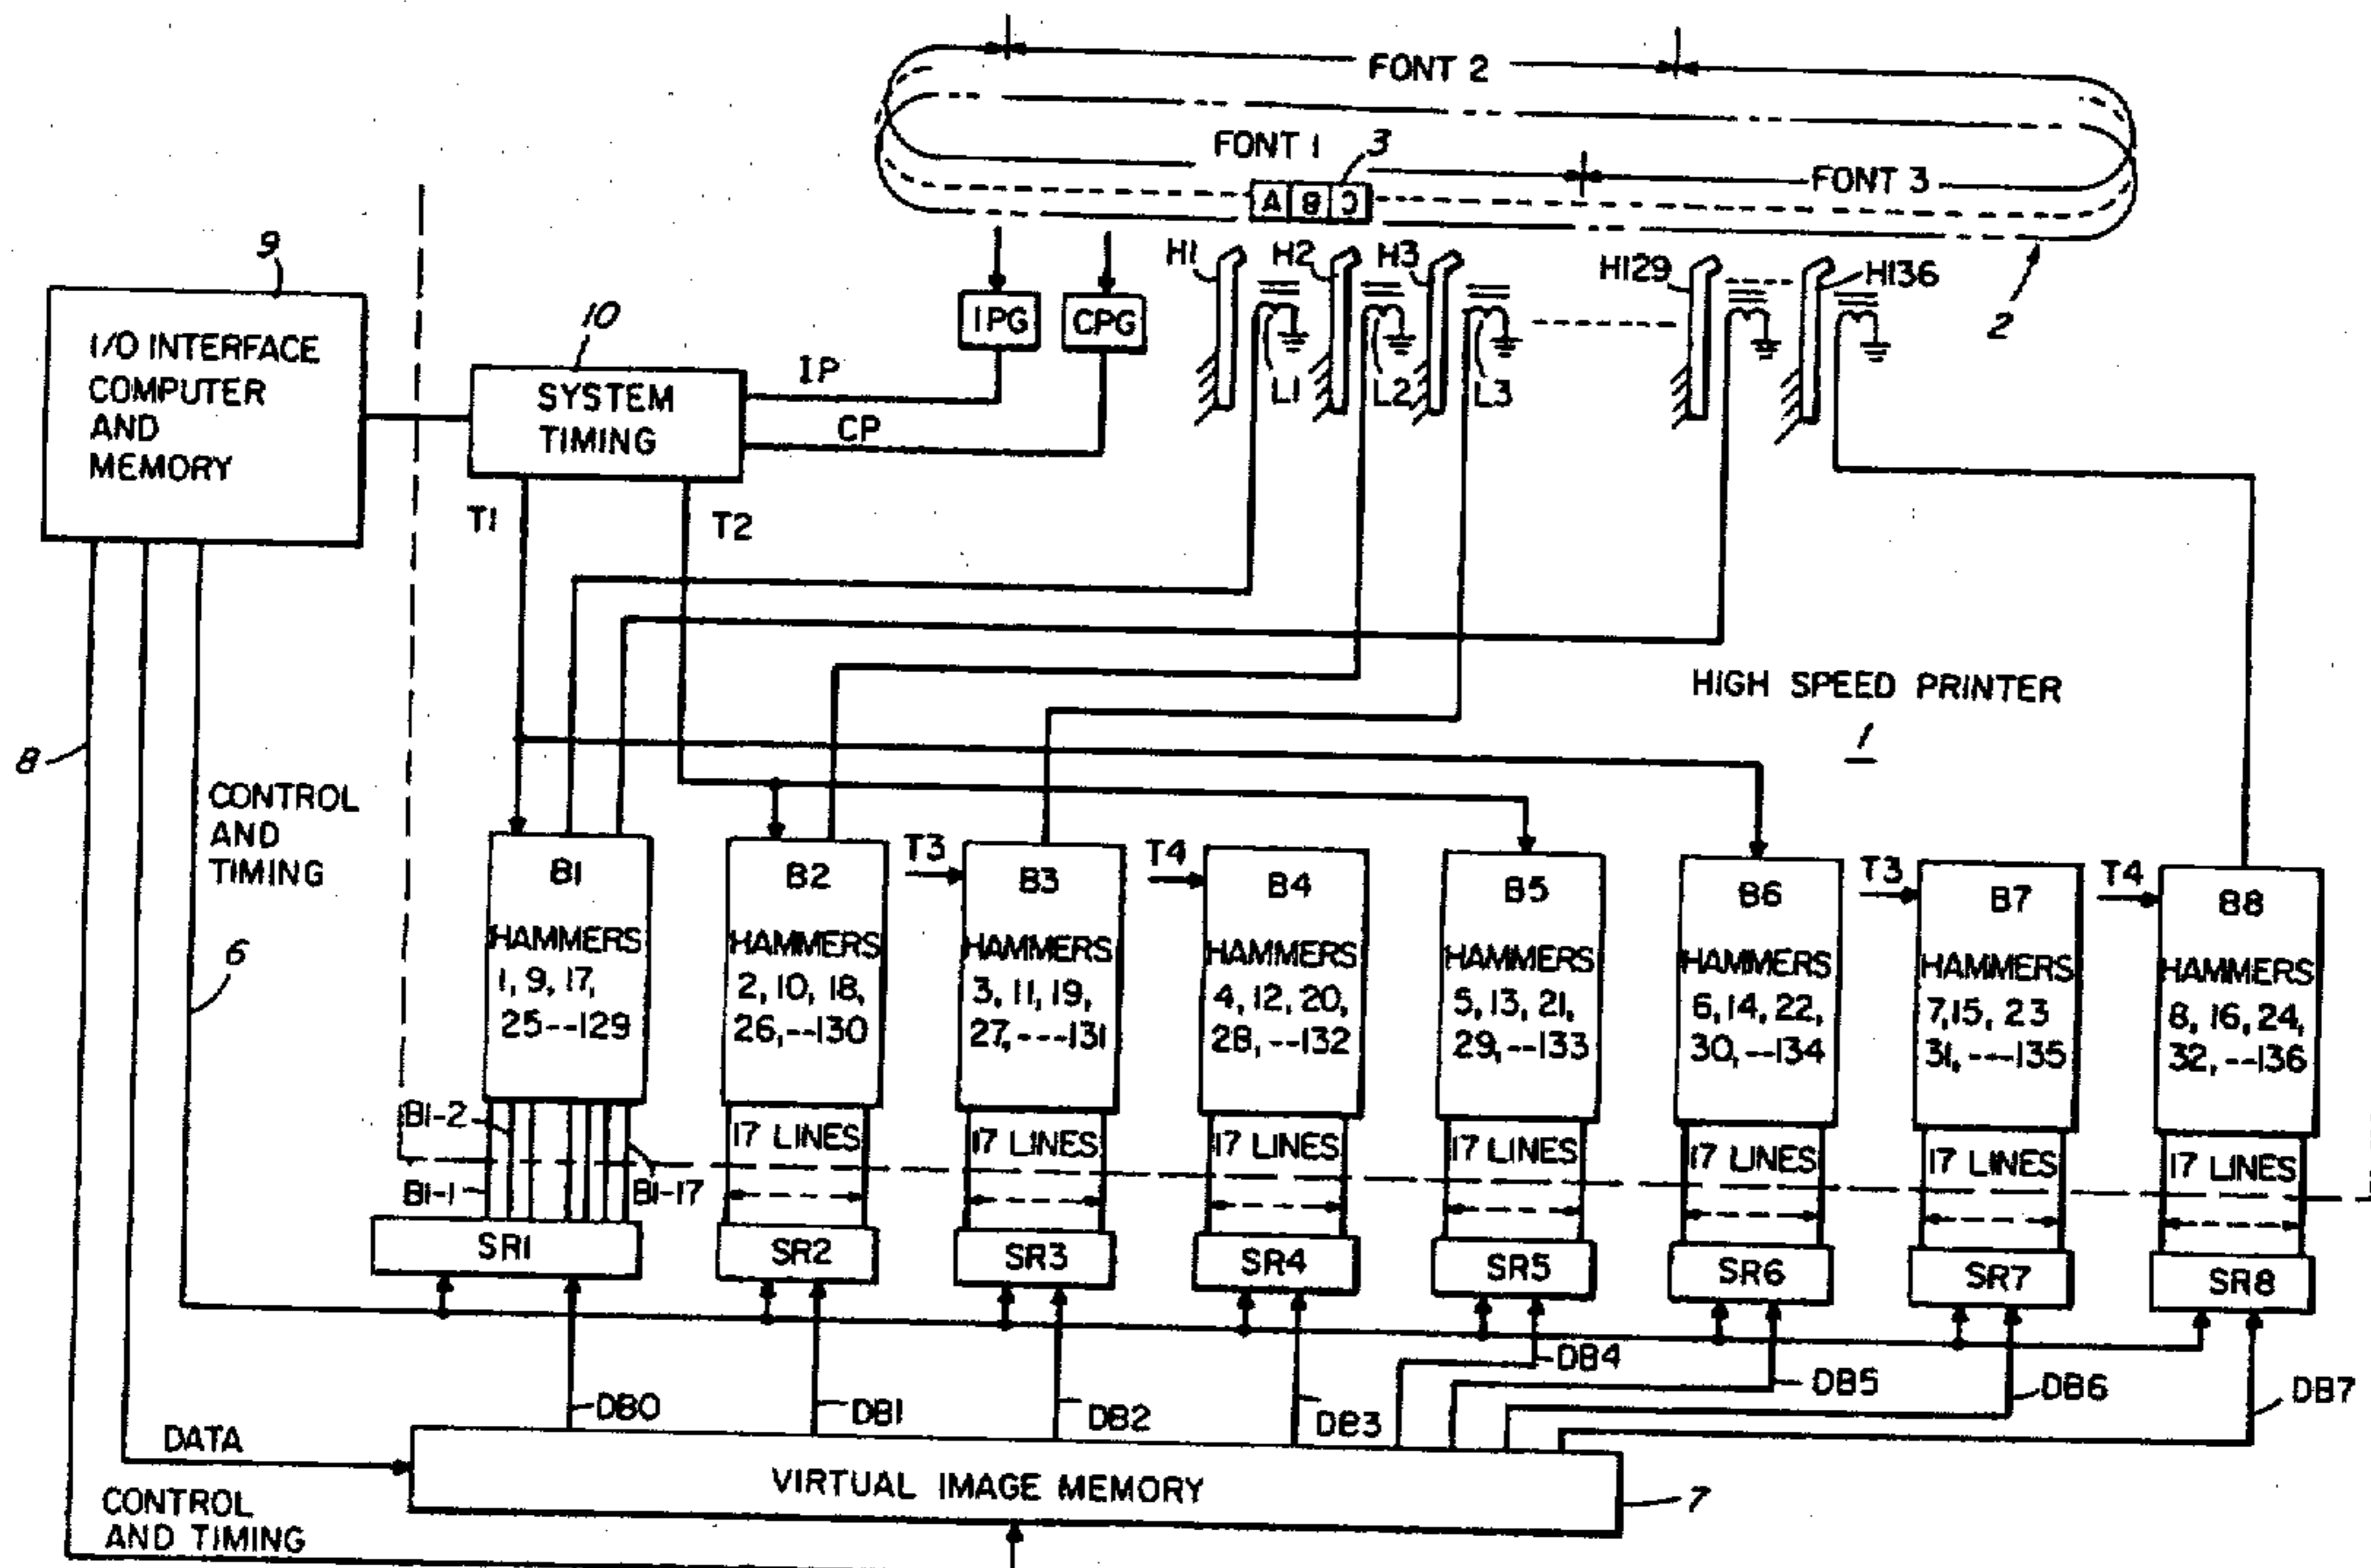 FONT 2
FONT 1
3
FONT 3
A B C
9
I/O INTERFACE
COMPUTER
AND
MEMORY
10
SYSTEM
TIMING
IP
CP
IPG
CPG
H1
H2
H3
H129
H136
L1
L2
L3
2
T1
T2
HIGH SPEED PRINTER
1
8
CONTROL
AND
TIMING
6
B1
HAMMERS
1, 9, 17,
25--129
B2
HAMMERS
2, 10, 18,
26,--130
T3
B3
HAMMERS
3, 11, 19,
27,---131
T4
B4
HAMMERS
4, 12, 20,
28,--132
B5
HAMMERS
5, 13, 21,
29,--133
B6
HAMMERS
6, 14, 22,
30,--134
T3
B7
HAMMERS
7, 15, 23
31,---135
T4
B8
HAMMERS
8, 16, 24,
32,--136
B1-2
B1-1
B1-17
17 LINES
17 LINES
17 LINES
17 LINES
17 LINES
17 LINES
17 LINES
SR1
SR2
SR3
SR4
SR5
SR6
SR7
SR8
DB0
DB1
DB2
DB3
DB4
DB5
DB6
DB7
DATA
VIRTUAL IMAGE MEMORY
7
CONTROL
AND TIMING